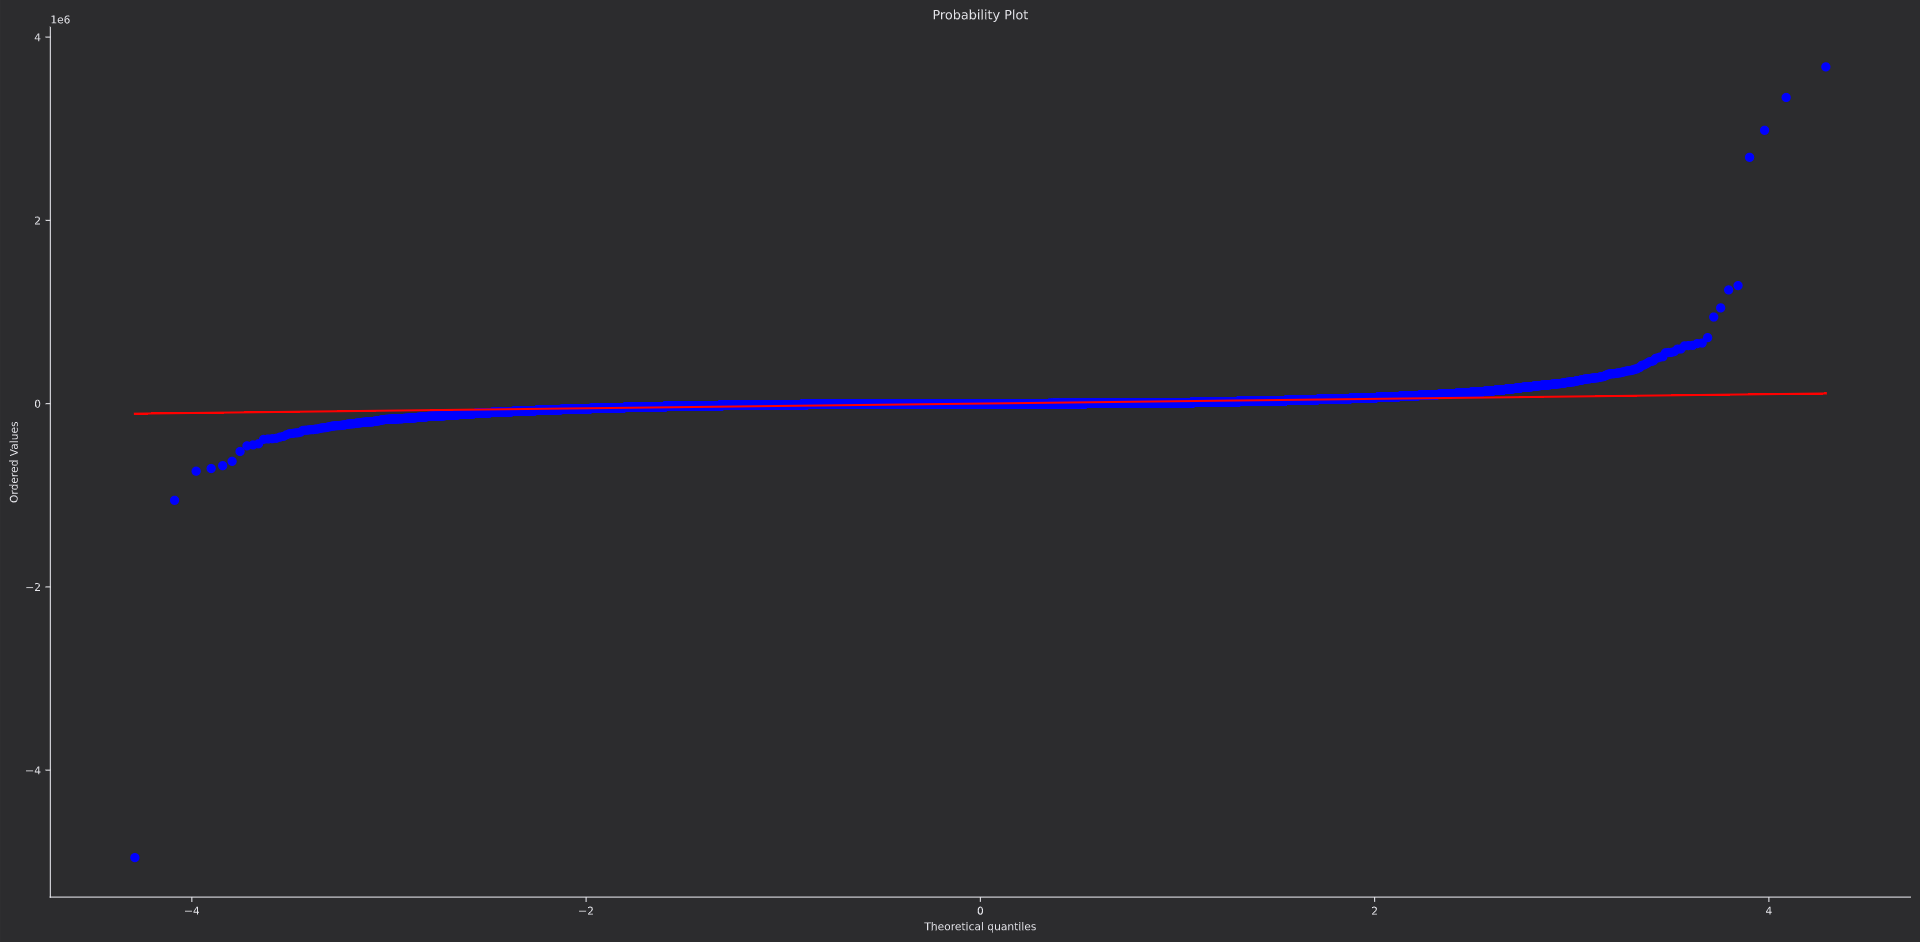 Probability Plot
1e6
4
2
0
−2
−4
Ordered Values
−4 −2 0 2 4
Theoretical quantiles